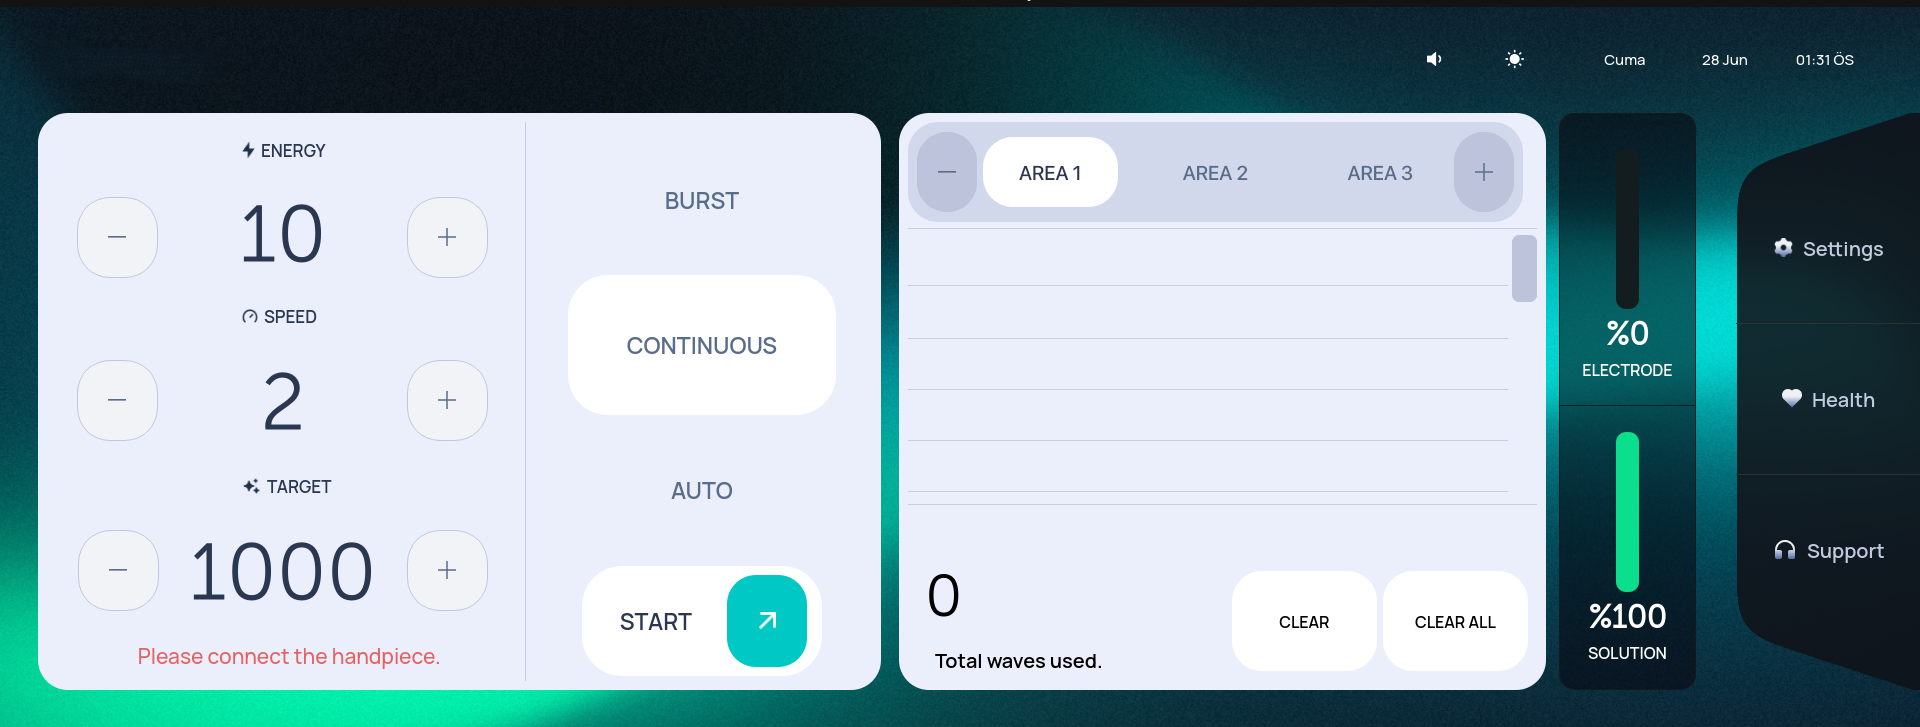 Cuma 28 Jun 01:31 ÖS
ENERGY
10
SPEED
2
TARGET
1000
Please connect the handpiece.
BURST
CONTINUOUS
AUTO
START
AREA 1 AREA 2 AREA 3
0
Total waves used.
CLEAR
CLEAR ALL
%0
ELECTRODE
%100
SOLUTION
Settings
Health
Support